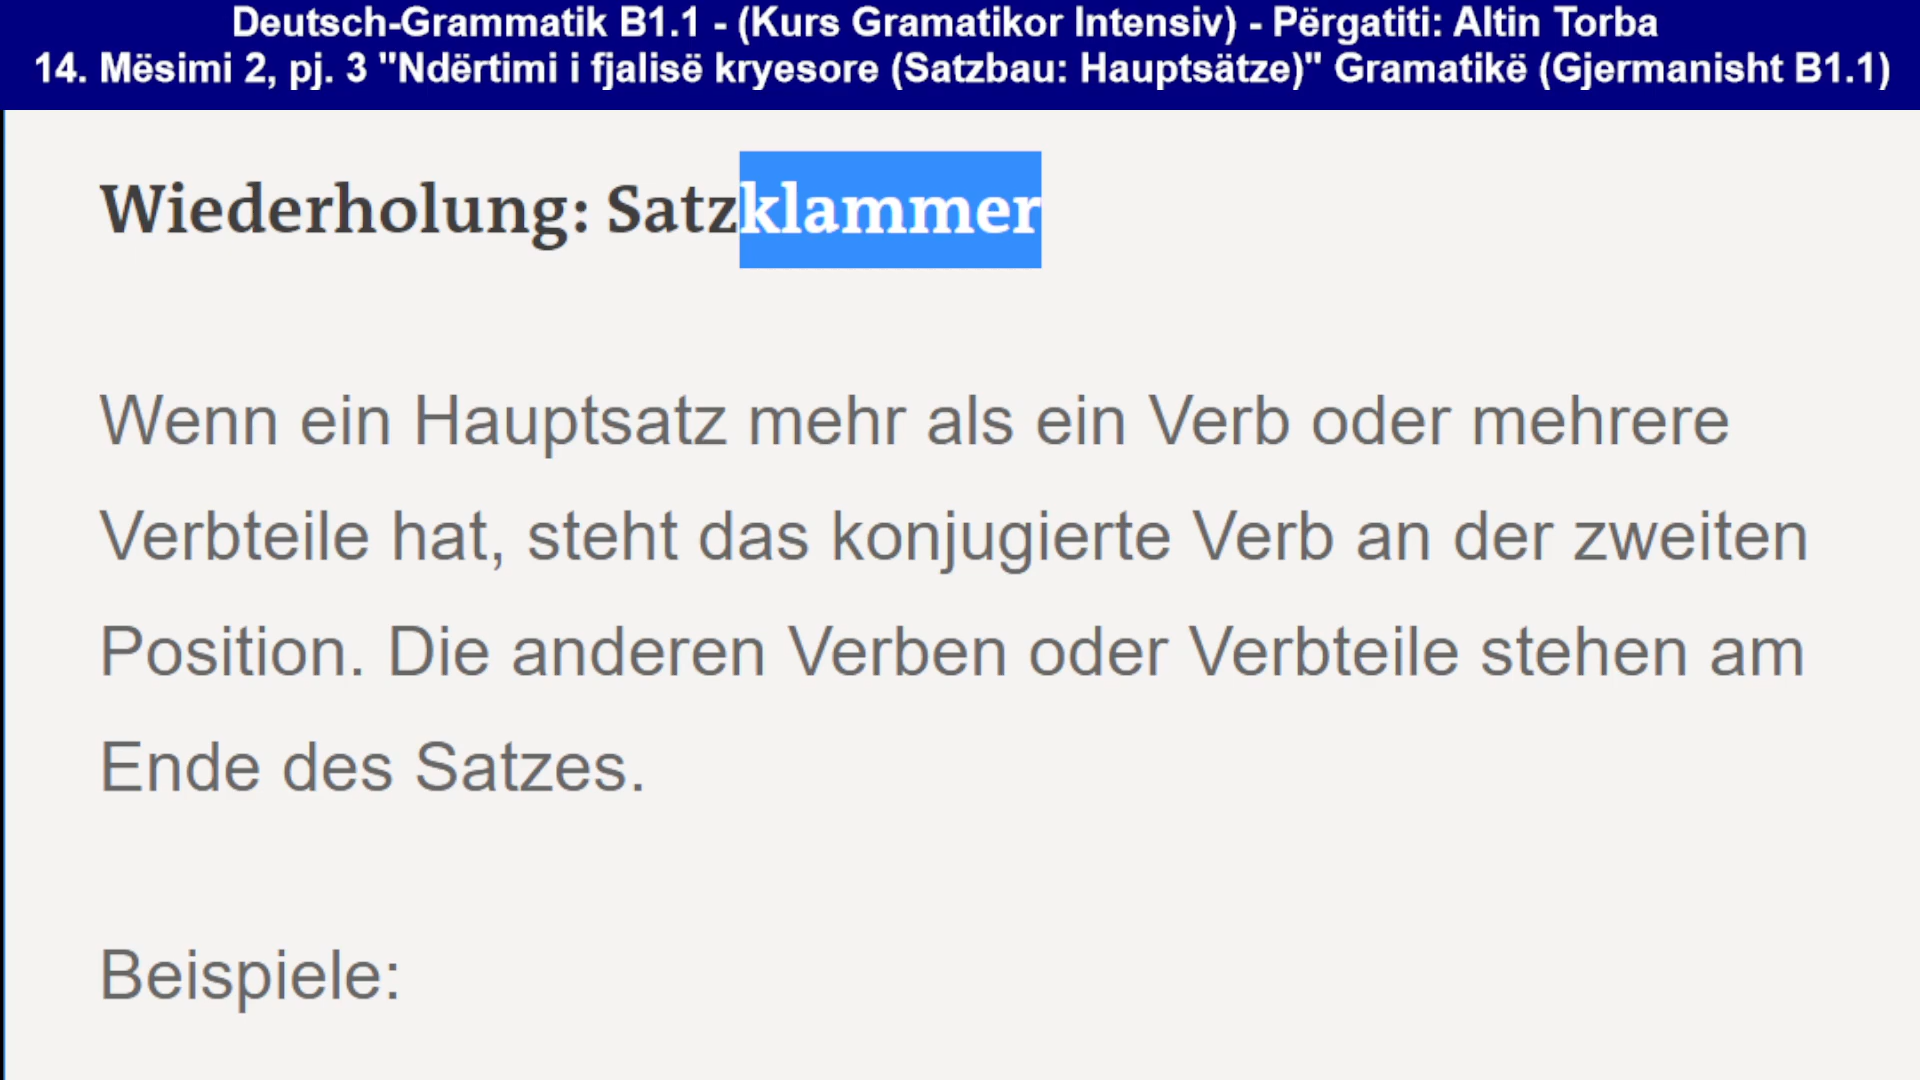 Deutsch-Grammatik B1.1 - (Kurs Gramatikor Intensiv) - Përgatiti: Altin Torba
14. Mësimi 2, pj. 3 "Ndërtimi i fjalisë kryesore (Satzbau: Hauptsätze)" Gramatikë (Gjermanisht B1.1)
Wiederholung: Satzklammer
Wenn ein Hauptsatz mehr als ein Verb oder mehrere
Verbteile hat, steht das konjugierte Verb an der zweiten
Position. Die anderen Verben oder Verbteile stehen am
Ende des Satzes.
Beispiele: